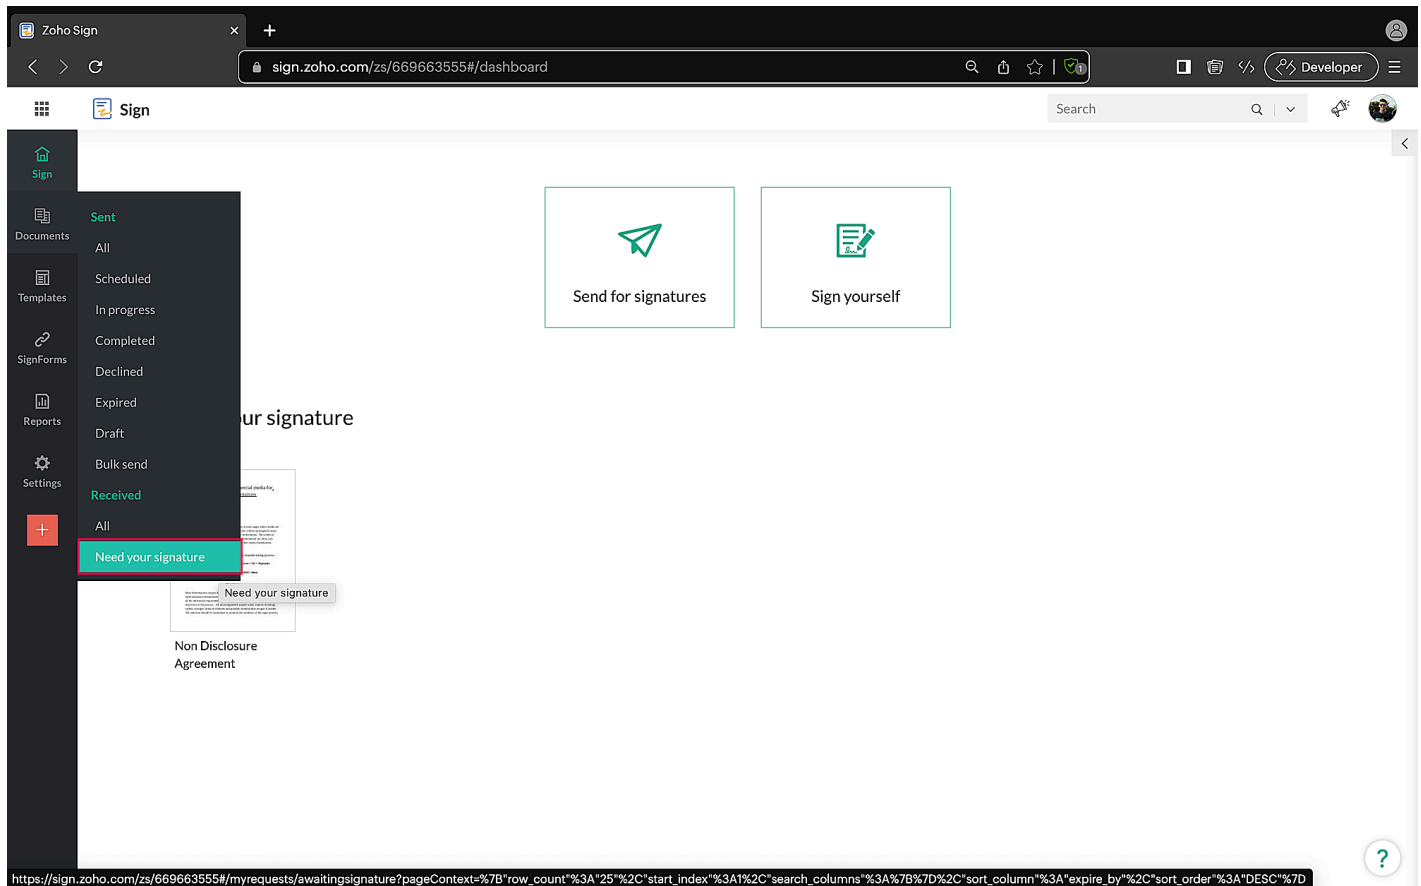 Zoho Sign
sign.zoho.com/zs/669663555#/dashboard
1
Developer
Sign
Search
Sign
Documents
Templates
SignForms
Reports
Settings
Sent
All
Scheduled
In progress
Completed
Declined
Expired
Draft
Bulk send
Received
All
Need your signature
Send for signatures
Sign yourself
ur signature
Need your signature
Non Disclosure
Agreement
?
https://sign.zoho.com/zs/669663555#/myrequests/awaitingsignature?pageContext=%7B"row_count"%3A"25"%2C"start_index"%3A1%2C"search_columns"%3A%7B%7D%2C"sort_column"%3A"expire_by"%2C"sort_order"%3A"DESC"%7D